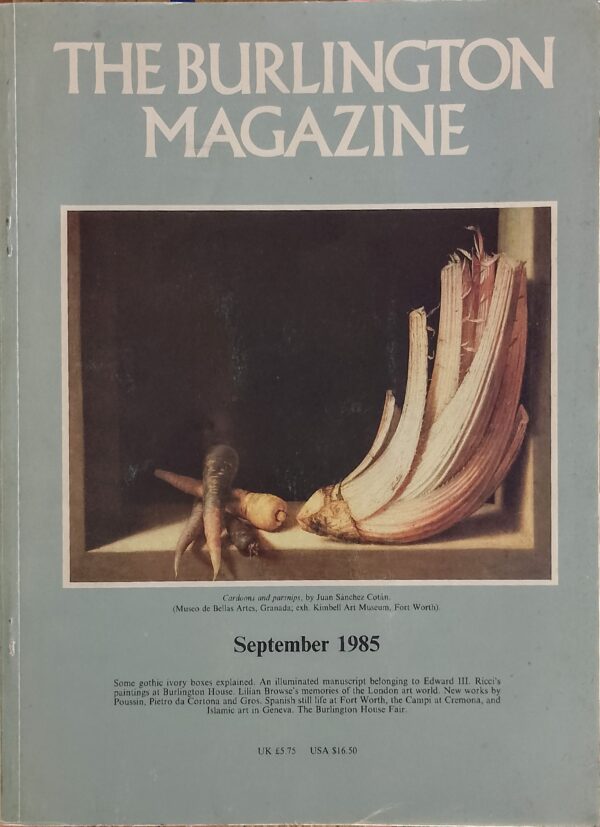 THE BURLINGTON
MAGAZINE
Cardoons and parsnips, by Juan Sánchez Cotán.
(Museo de Bellas Artes, Granada; exh. Kimbell Art Museum, Fort Worth).
September 1985
Some gothic ivory boxes explained. An illuminated manuscript belonging to Edward III. Ricci's
paintings at Burlington House. Lilian Browse's memories of the London art world. New works by
Poussin, Pietro da Cortona and Gros. Spanish still life at Fort Worth, the Campi at Cremona, and
Islamic art in Geneva. The Burlington House Fair.
UK £5.75 USA $16.50